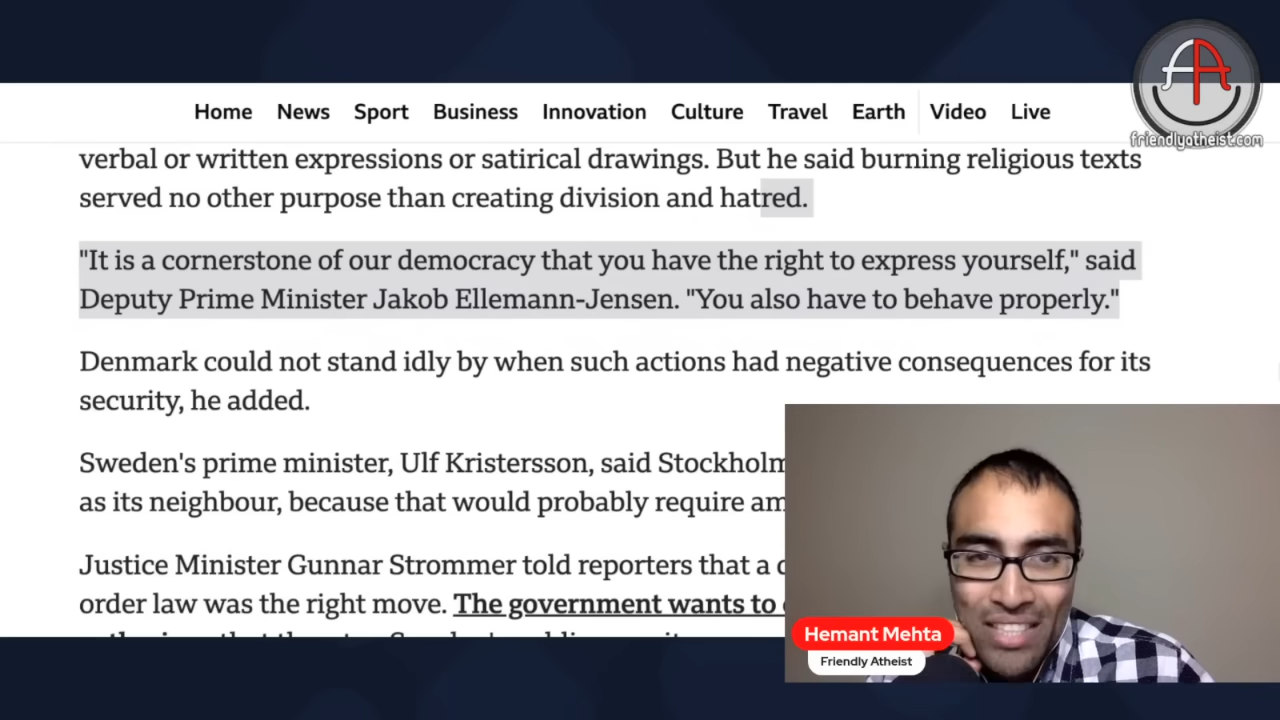 Home News Sport Business Innovation Culture Travel Earth Video Live
friendlyatheist.com
verbal or written expressions or satirical drawings. But he said burning religious texts
served no other purpose than creating division and hatred.
"It is a cornerstone of our democracy that you have the right to express yourself," said
Deputy Prime Minister Jakob Ellemann-Jensen. "You also have to behave properly."
Denmark could not stand idly by when such actions had negative consequences for its
security, he added.
Sweden's prime minister, Ulf Kristersson, said Stockholm
as its neighbour, because that would probably require
Justice Minister Gunnar Strommer told reporters that a
order law was the right move. The government wants to
Hemant Mehta
Friendly Atheist